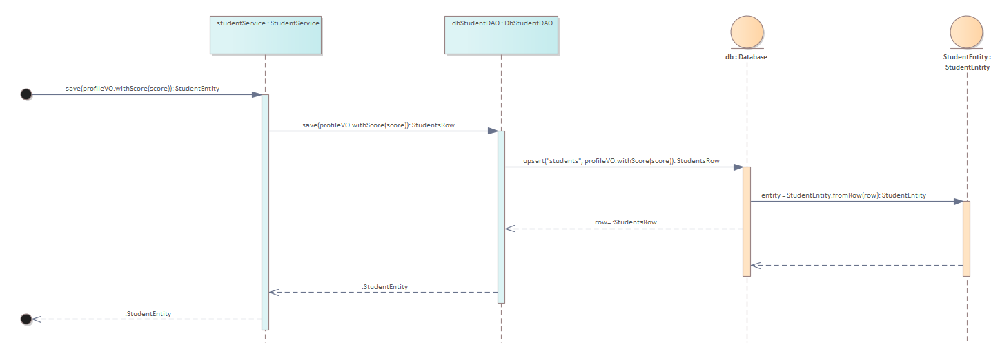 studentService : StudentService
dbStudentDAO : DbStudentDAO
db : Database
StudentEntity :
StudentEntity
save(profileVO.withScore(score)): StudentEntity
save(profileVO.withScore(score)): StudentsRow
upsert("students", profileVO.withScore(score)): StudentsRow
entity = StudentEntity.fromRow(row): StudentEntity
row= :StudentsRow
:StudentEntity
:StudentEntity